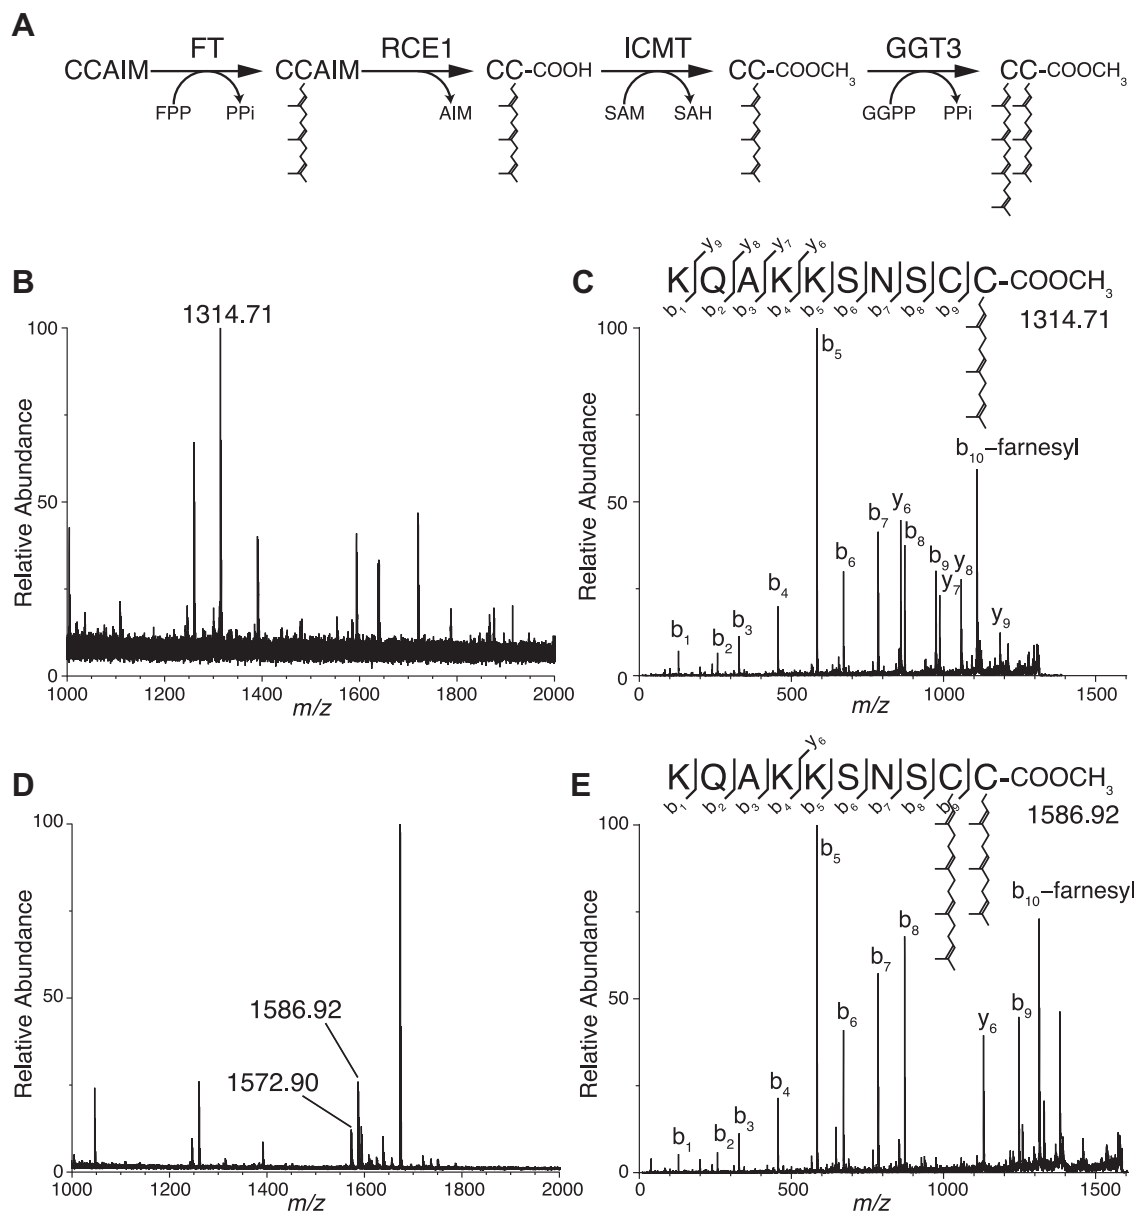 A
FT RCE1 ICMT GGT3
CCAIM CCAIM CC-COOH CC-COOCH3 CC-COOCH3
FPP PPi AIM SAM SAH GGPP PPi
B
1314.71
100
50
0
Relative Abundance
1000 1200 1400 1600 1800 2000
m/z
C
y9 y8 y7 y6
KQAKKSNSCC-COOCH3
b1 b2 b3 b4 b5 b6 b7 b8 b9
1314.71
100
50
0
Relative Abundance
b5
b10–farnesyl
b7 y6
b8
b6 b9 y8
b4 y7
b3
b1 b2 y9
0 500 1000 1500
m/z
D
100
50
0
Relative Abundance
1586.92
1572.90
1000 1200 1400 1600 1800 2000
m/z
E
y6
KQAKKSNSCC-COOCH3
b1 b2 b3 b4 b5 b6 b7 b8 b9
1586.92
100
50
0
Relative Abundance
b5
b10–farnesyl
b8
b7
b6 y6 b9
b4
b3
b1 b2
0 500 1000 1500
m/z